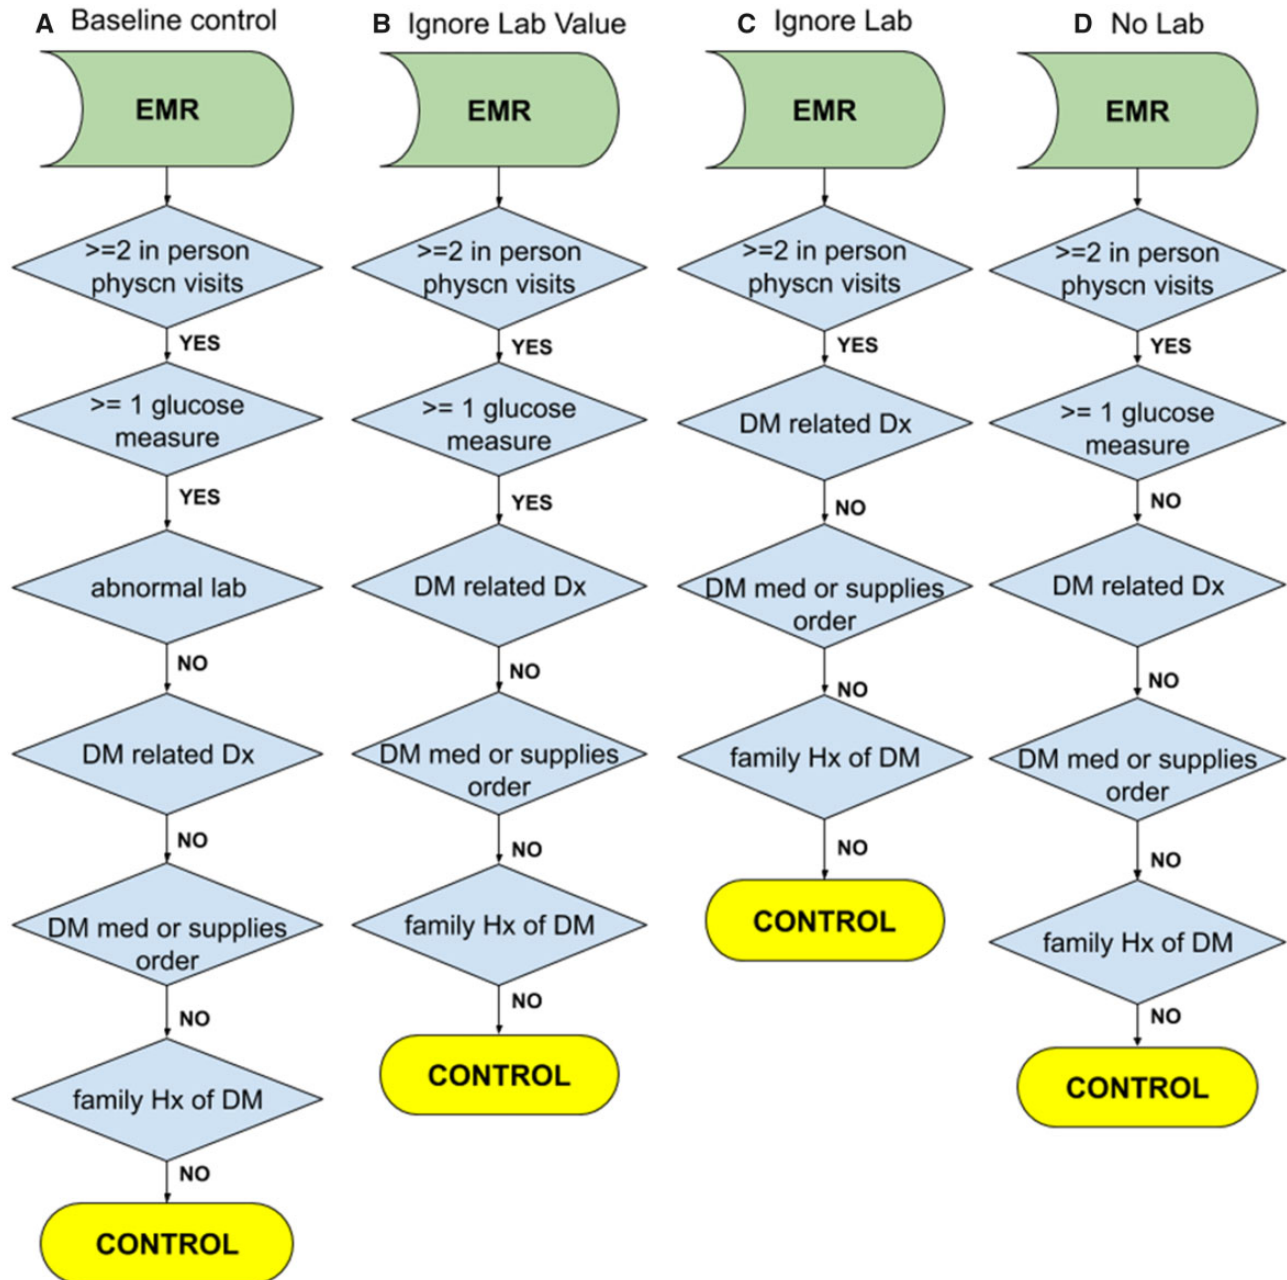 A Baseline control
EMR
>=2 in person
physcn visits
YES
>= 1 glucose
measure
YES
abnormal lab
NO
DM related Dx
NO
DM med or supplies
order
NO
family Hx of DM
NO
CONTROL
B Ignore Lab Value
EMR
>=2 in person
physcn visits
YES
>= 1 glucose
measure
YES
DM related Dx
NO
DM med or supplies
order
NO
family Hx of DM
NO
CONTROL
C Ignore Lab
EMR
>=2 in person
physcn visits
YES
DM related Dx
NO
DM med or supplies
order
NO
family Hx of DM
NO
CONTROL
D No Lab
EMR
>=2 in person
physcn visits
YES
>= 1 glucose
measure
NO
DM related Dx
NO
DM med or supplies
order
NO
family Hx of DM
NO
CONTROL